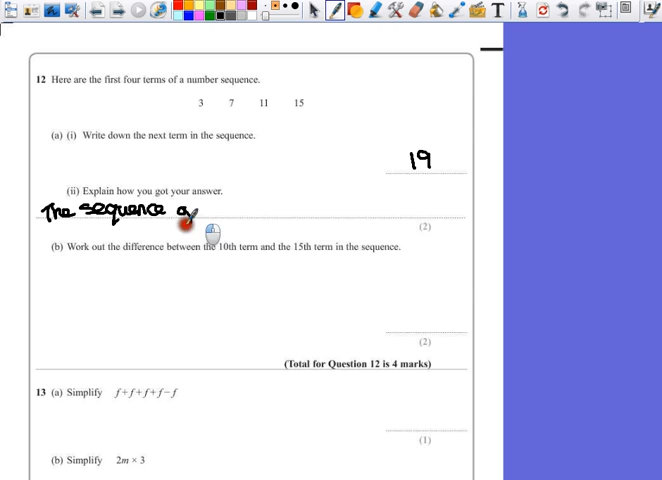 12 Here are the first four terms of a number sequence.
3 7 11 15
(a) (i) Write down the next term in the sequence.
19
(ii) Explain how you got your answer.
The sequence
(2)
(b) Work out the difference between the 10th term and the 15th term in the sequence.
(2)
(Total for Question 12 is 4 marks)
13 (a) Simplify f + f + f + f − f
(1)
(b) Simplify 2m × 3